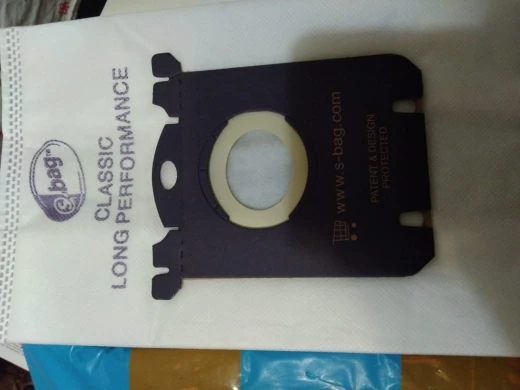 s-bag®
CLASSIC
LONG PERFORMANCE
www.s-bag.com
PATENT & DESIGN
PROTECTED